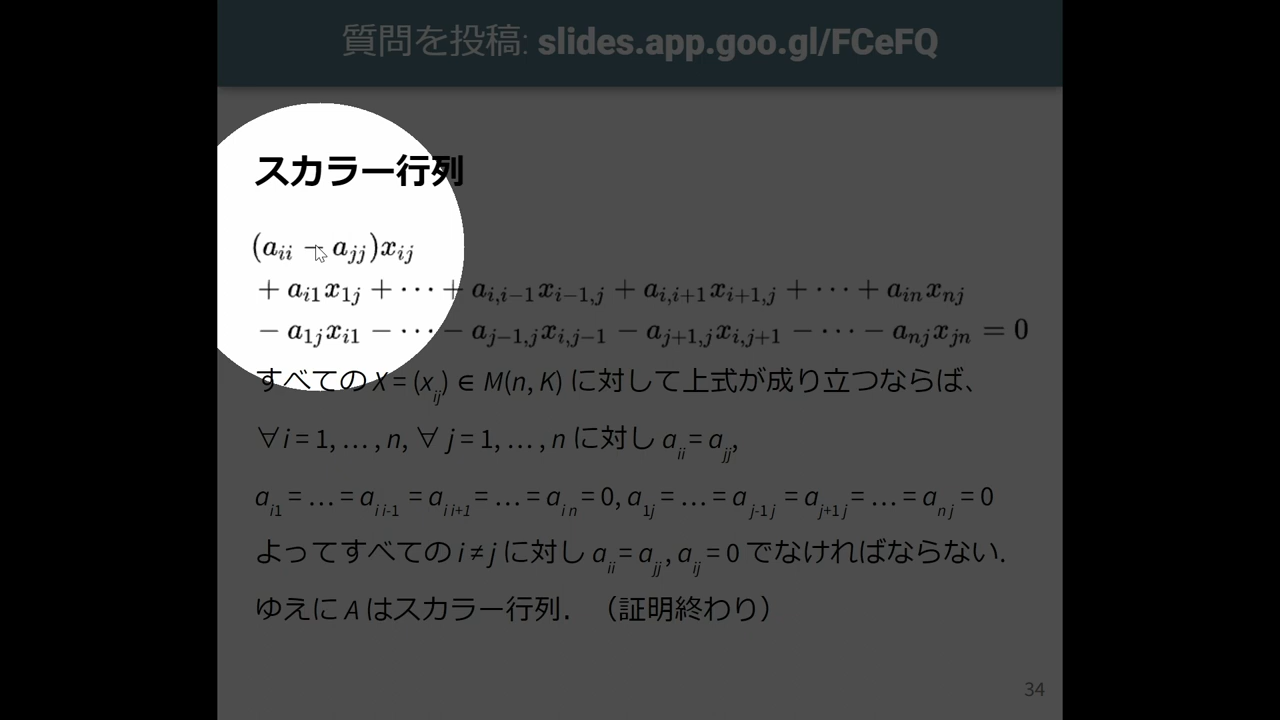 質問を投稿: slides.app.goo.gl/FCeFQ
スカラー行列
(a_{ii} − a_{jj})x_{ij}
+ a_{i1}x_{1j} + ⋯ + a_{i,i−1}x_{i−1,j} + a_{i,i+1}x_{i+1,j} + ⋯ + a_{in}x_{nj}
− a_{1j}x_{i1} − ⋯ − a_{j−1,j}x_{i,j−1} − a_{j+1,j}x_{i,j+1} − ⋯ − a_{nj}x_{jn} = 0
すべての X = (x_{ij}) ∈ M(n, K) に対して上式が成り立つならば、
∀ i = 1, … , n, ∀ j = 1, … , n に対し a_{ii} = a_{jj},
a_{i1} = … = a_{i i-1} = a_{i i+1} = … = a_{i n} = 0, a_{1j} = … = a_{j-1 j} = a_{j+1 j} = … = a_{n j} = 0
よってすべての i ≠ j に対し a_{ii} = a_{jj} , a_{ij} = 0 でなければならない.
ゆえに A はスカラー行列. （証明終わり）
34